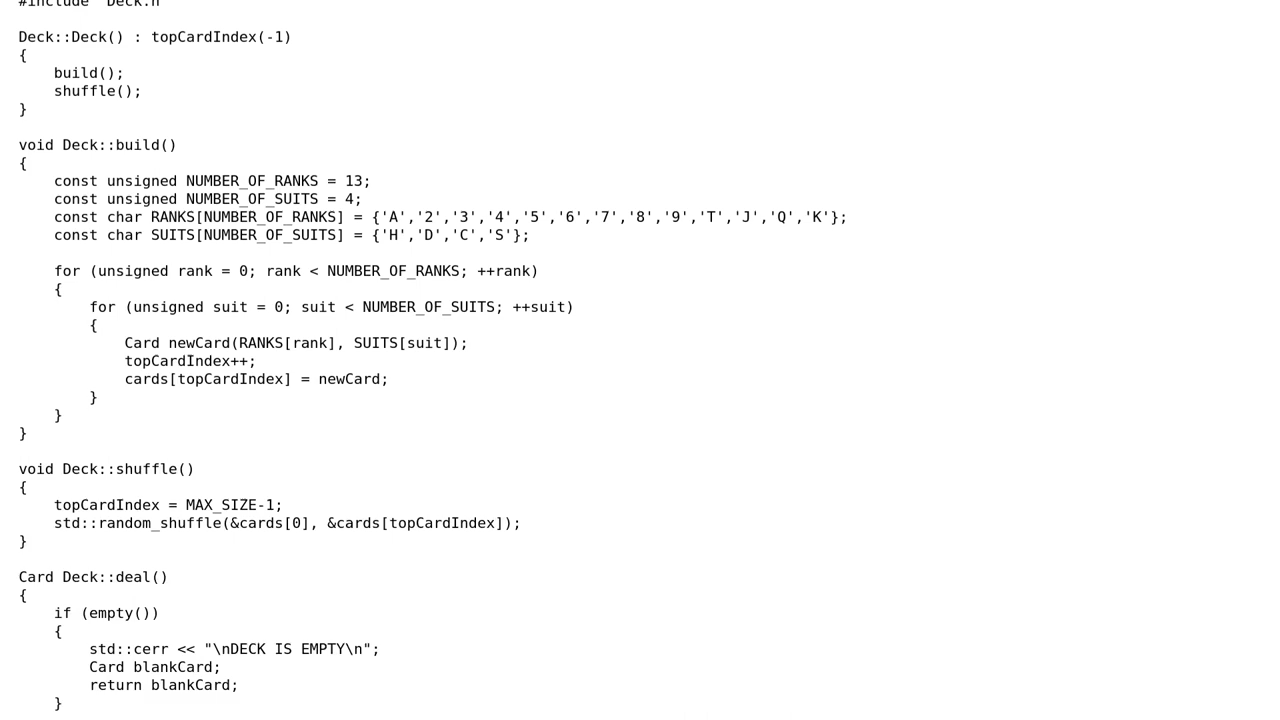 #include "Deck.h"

Deck::Deck() : topCardIndex(-1)
{
    build();
    shuffle();
}

void Deck::build()
{
    const unsigned NUMBER_OF_RANKS = 13;
    const unsigned NUMBER_OF_SUITS = 4;
    const char RANKS[NUMBER_OF_RANKS] = {'A','2','3','4','5','6','7','8','9','T','J','Q','K'};
    const char SUITS[NUMBER_OF_SUITS] = {'H','D','C','S'};

    for (unsigned rank = 0; rank < NUMBER_OF_RANKS; ++rank)
    {
        for (unsigned suit = 0; suit < NUMBER_OF_SUITS; ++suit)
        {
            Card newCard(RANKS[rank], SUITS[suit]);
            topCardIndex++;
            cards[topCardIndex] = newCard;
        }
    }
}

void Deck::shuffle()
{
    topCardIndex = MAX_SIZE-1;
    std::random_shuffle(&cards[0], &cards[topCardIndex]);
}

Card Deck::deal()
{
    if (empty())
    {
        std::cerr << "\nDECK IS EMPTY\n";
        Card blankCard;
        return blankCard;
    }